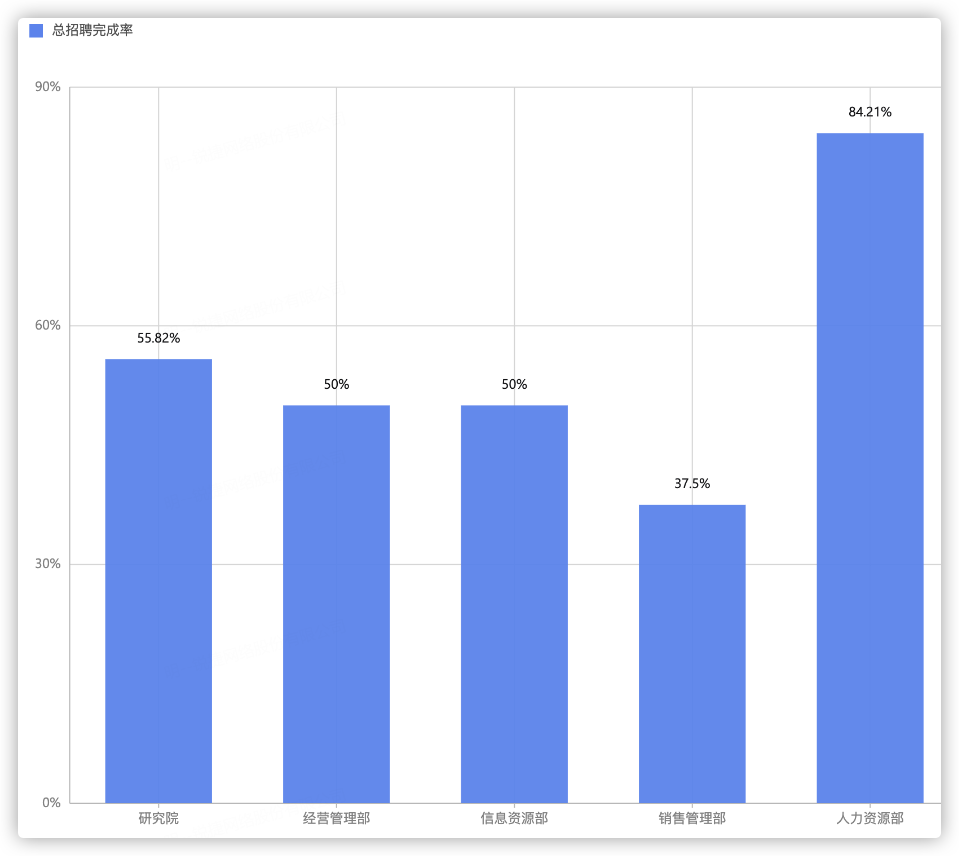 总招聘完成率
90%
84.21%
60%
55.82%
50%
50%
37.5%
30%
0%
研究院
经营管理部
信息资源部
销售管理部
人力资源部